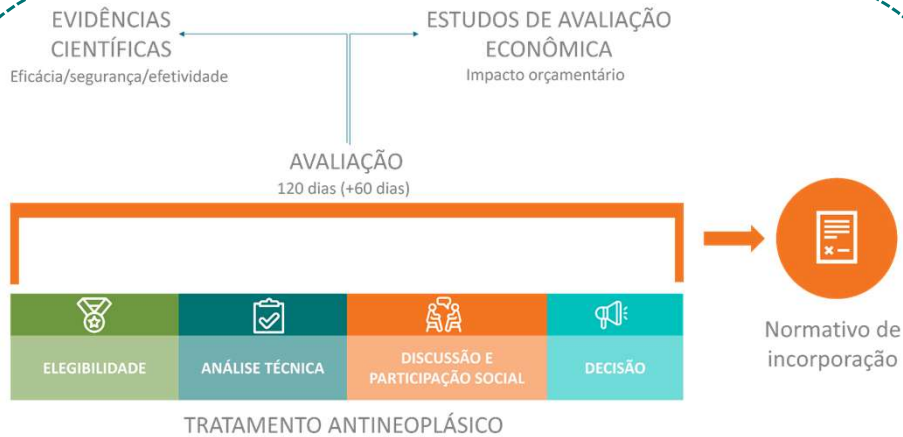 EVIDÊNCIAS
CIENTÍFICAS
Eficácia/segurança/efetividade
ESTUDOS DE AVALIAÇÃO
ECONÔMICA
Impacto orçamentário
AVALIAÇÃO
120 dias (+60 dias)
ELEGIBILIDADE
ANÁLISE TÉCNICA
DISCUSSÃO E
PARTICIPAÇÃO SOCIAL
DECISÃO
Normativo de
incorporação
TRATAMENTO ANTINEOPLÁSICO